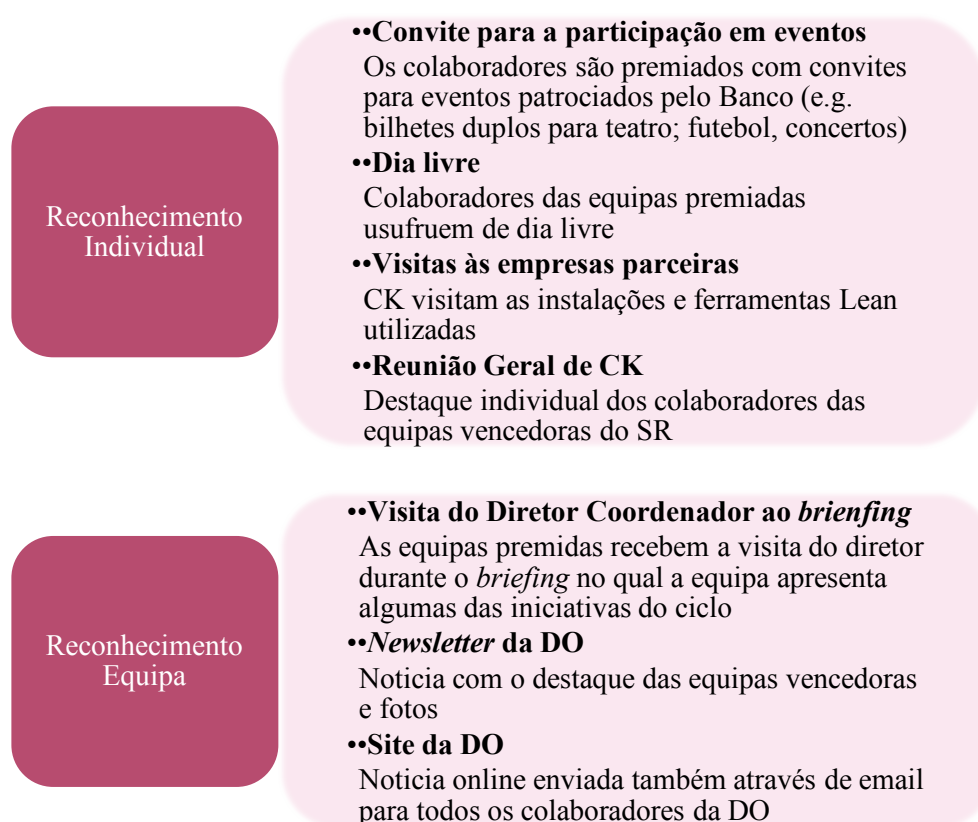 Reconhecimento
Individual
••Convite para a participação em eventos
Os colaboradores são premiados com convites
para eventos patrociados pelo Banco (e.g.
bilhetes duplos para teatro; futebol, concertos)
••Dia livre
Colaboradores das equipas premiadas
usufruem de dia livre
••Visitas às empresas parceiras
CK visitam as instalações e ferramentas Lean
utilizadas
••Reunião Geral de CK
Destaque individual dos colaboradores das
equipas vencedoras do SR
Reconhecimento
Equipa
••Visita do Diretor Coordenador ao brienfing
As equipas premidas recebem a visita do diretor
durante o briefing no qual a equipa apresenta
algumas das iniciativas do ciclo
••Newsletter da DO
Noticia com o destaque das equipas vencedoras
e fotos
••Site da DO
Noticia online enviada também através de email
para todos os colaboradores da DO